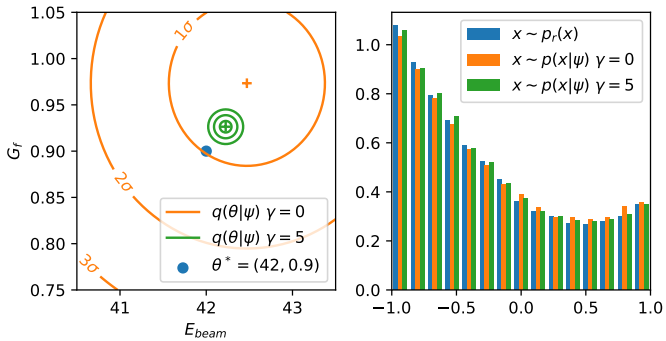 1.05
1.00
0.95
0.90
0.85
0.80
0.75
G_f
41
42
43
E_beam
1σ
2σ
3σ
q(θ|ψ) γ = 0
q(θ|ψ) γ = 5
θ* = (42, 0.9)
1.0
0.8
0.6
0.4
0.2
0.0
−1.0
−0.5
0.0
0.5
1.0
x ∼ p_r(x)
x ∼ p(x|ψ) γ = 0
x ∼ p(x|ψ) γ = 5